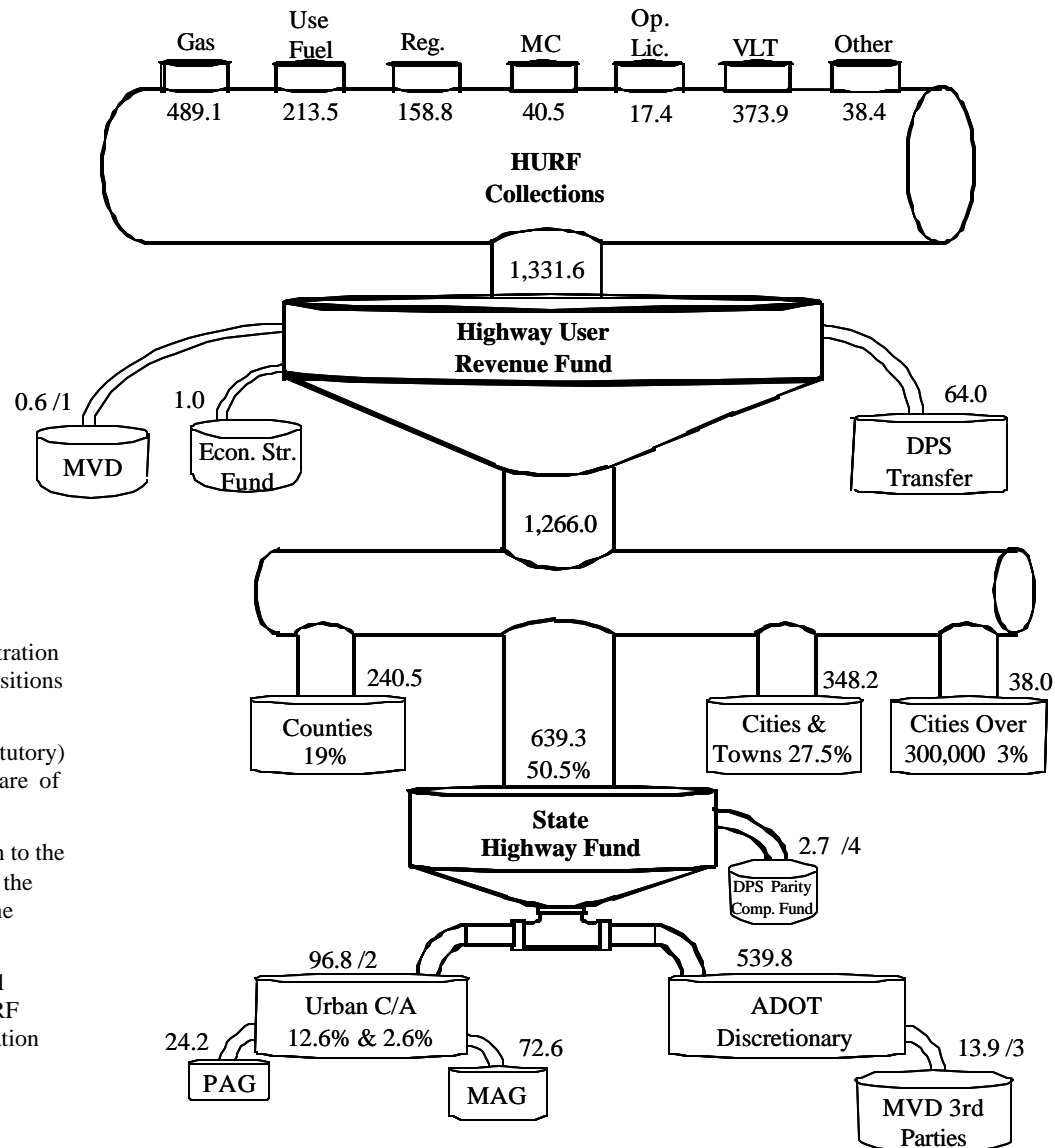 Gas
Use
Fuel
Reg.
MC
Op.
Lic.
VLT
Other
489.1
213.5
158.8
40.5
17.4
373.9
38.4
HURF
Collections
1,331.6
Highway User
Revenue Fund
0.6 /1
1.0
64.0
MVD
Econ. Str.
Fund
DPS
Transfer
1,266.0
240.5
348.2
38.0
Counties
19%
639.3
50.5%
Cities &
Towns 27.5%
Cities Over
300,000 3%
State
Highway Fund
2.7 /4
DPS Parity
Comp. Fund
96.8 /2
539.8
Urban C/A
12.6% & 2.6%
ADOT
Discretionary
24.2
72.6
13.9 /3
PAG
MAG
MVD 3rd
Parties
tration
sitions
tutory)
are of
n to the
the
ne
RF
ation